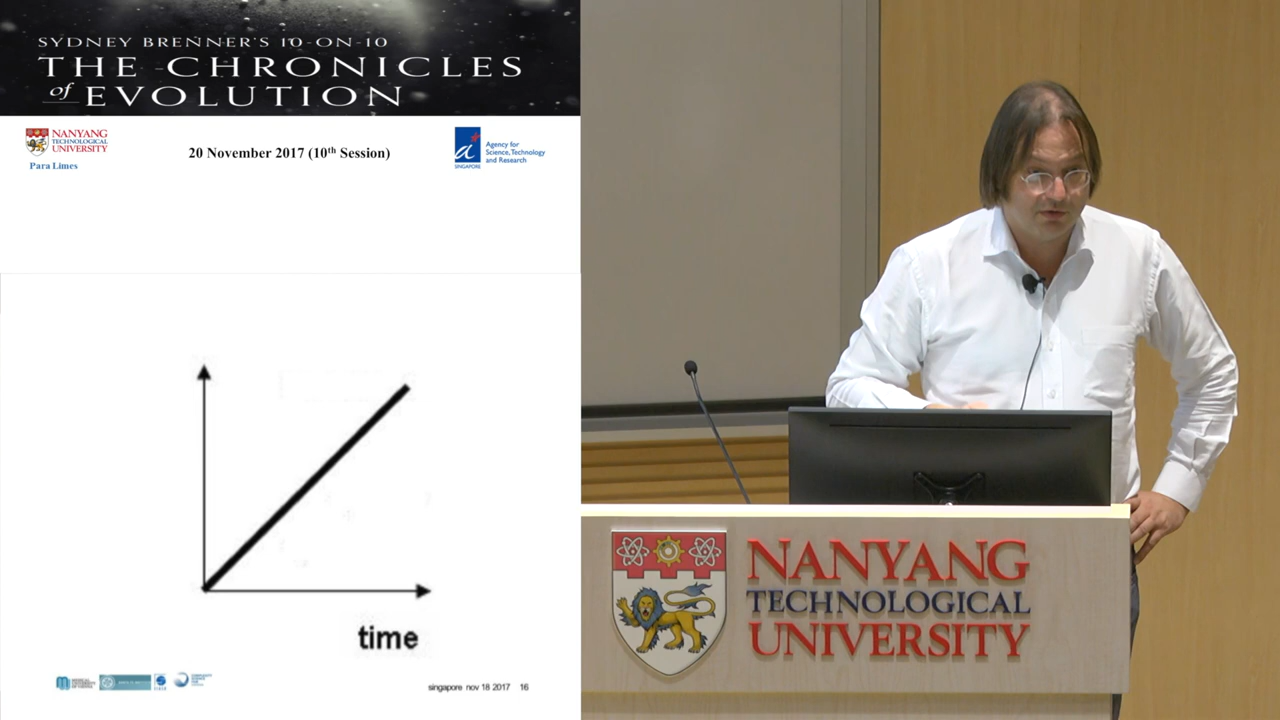 SYDNEY BRENNER'S 10-ON-10
THE CHRONICLES
of EVOLUTION
NANYANG
TECHNOLOGICAL
UNIVERSITY
Para Limes
20 November 2017 (10th Session)
SINGAPORE
Agency for
Science, Technology
and Research
time
singapore nov 18 2017 16
NANYANG
TECHNOLOGICAL
UNIVERSITY